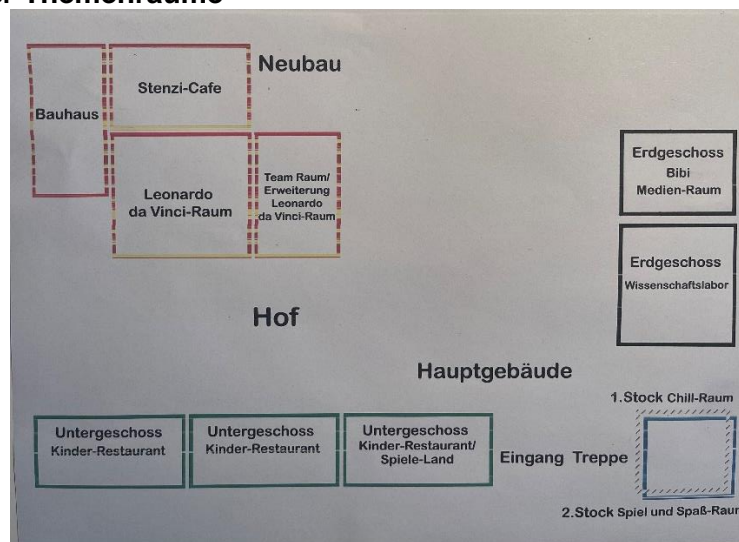 Themenräume
Neubau
Stenzi-Cafe
Bauhaus
Leonardo
da Vinci-Raum
Team Raum/
Erweiterung
Leonardo
da Vinci-Raum
Erdgeschoss
Bibi
Medien-Raum
Erdgeschoss
Wissenschaftslabor
Hof
Hauptgebäude
1.Stock Chill-Raum
Untergeschoss
Kinder-Restaurant
Untergeschoss
Kinder-Restaurant
Untergeschoss
Kinder-Restaurant/
Spiele-Land
Eingang Treppe
2.Stock Spiel und Spaß-Raum